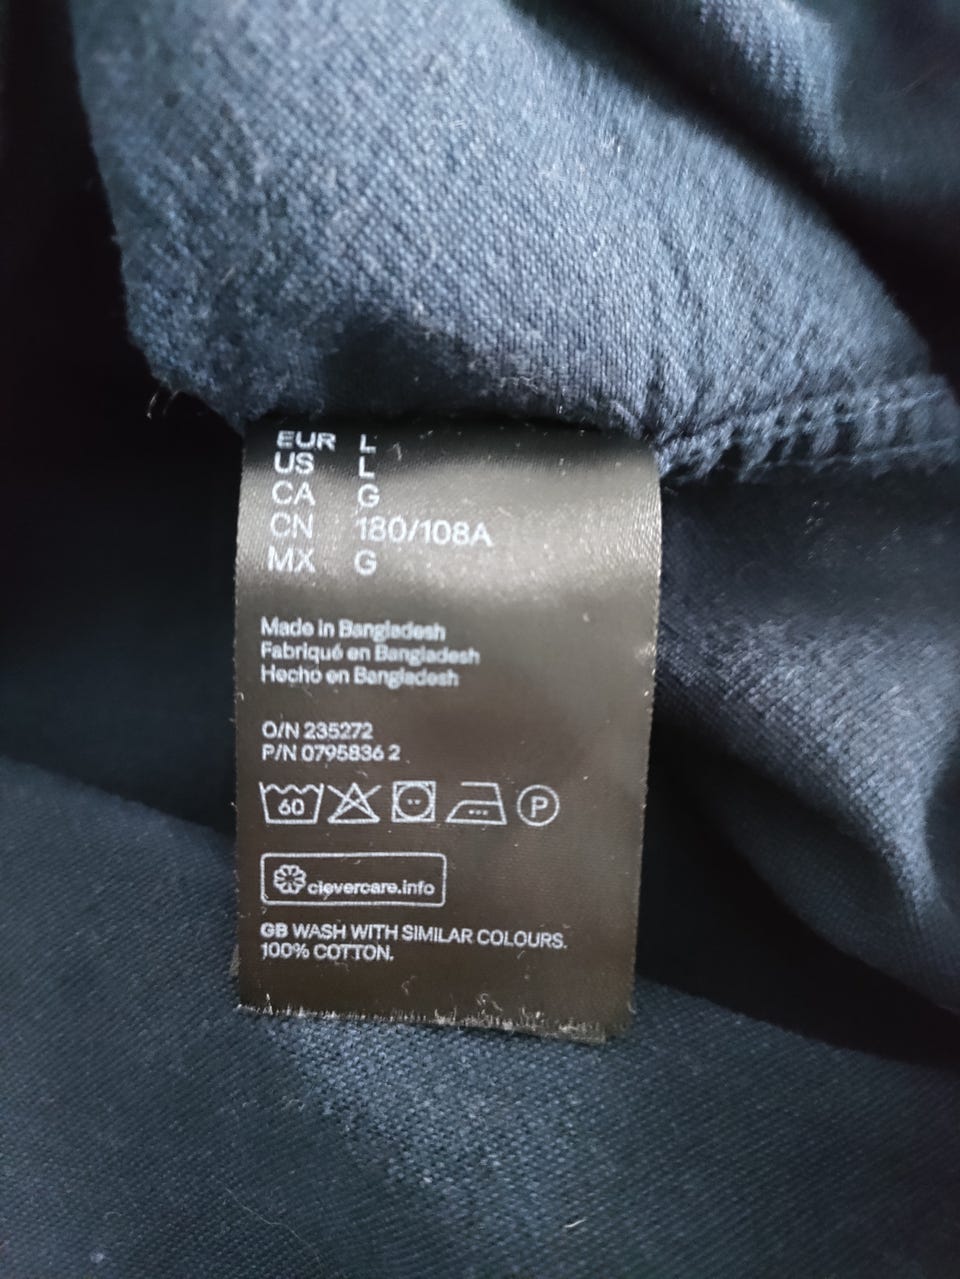 EUR L
US L
CA G
CN 180/108A
MX G
Made in Bangladesh
Fabriqué en Bangladesh
Hecho en Bangladesh
O/N 235272
P/N 0795836 2
60 P
clevercare.info
GB WASH WITH SIMILAR COLOURS.
100% COTTON.